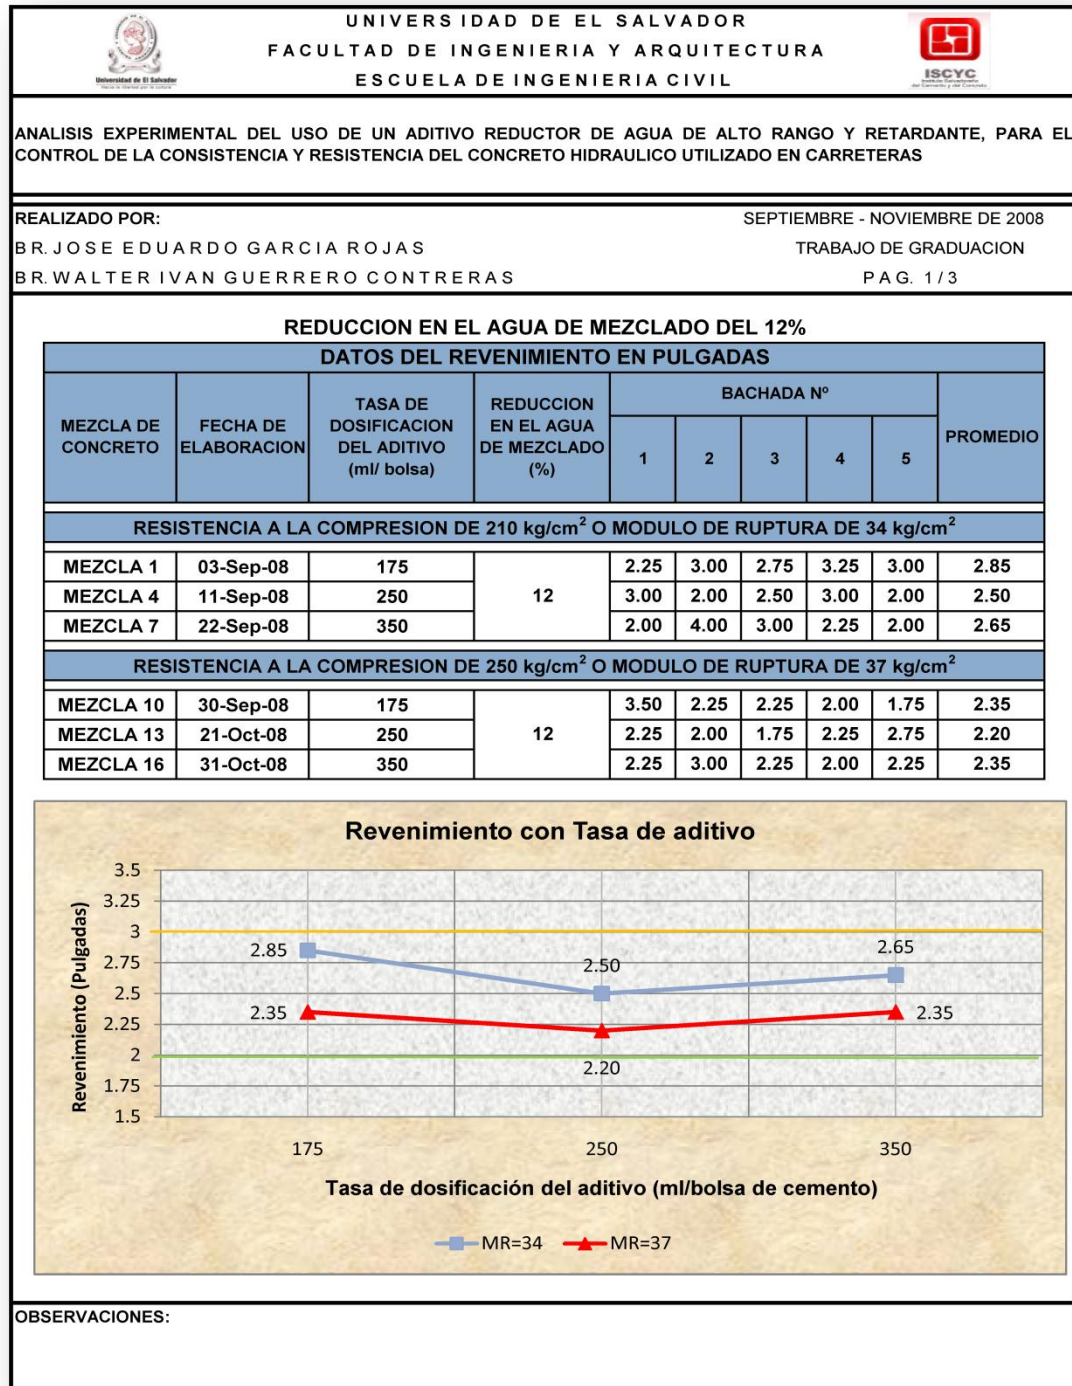 UNIVERSIDAD DE EL SALVADOR
FACULTAD DE INGENIERIA Y ARQUITECTURA
ESCUELA DE INGENIERIA CIVIL
Universidad de El Salvador
Hacia la libertad por la cultura
ISCYC
Instituto Salvadoreño
del Cemento y del Concreto
ANALISIS EXPERIMENTAL DEL USO DE UN ADITIVO REDUCTOR DE AGUA DE ALTO RANGO Y RETARDANTE, PARA EL
CONTROL DE LA CONSISTENCIA Y RESISTENCIA DEL CONCRETO HIDRAULICO UTILIZADO EN CARRETERAS
REALIZADO POR: SEPTIEMBRE - NOVIEMBRE DE 2008
BR. JOSE EDUARDO GARCIA ROJAS TRABAJO DE GRADUACION
BR. WALTER IVAN GUERRERO CONTRERAS PAG. 1/3
REDUCCION EN EL AGUA DE MEZCLADO DEL 12%
DATOS DEL REVENIMIENTO EN PULGADAS
MEZCLA DE
CONCRETO
FECHA DE
ELABORACION
TASA DE
DOSIFICACION
DEL ADITIVO
(ml/ bolsa)
REDUCCION
EN EL AGUA
DE MEZCLADO
(%)
BACHADA Nº
1 2 3 4 5
PROMEDIO
RESISTENCIA A LA COMPRESION DE 210 kg/cm² O MODULO DE RUPTURA DE 34 kg/cm²
MEZCLA 1 03-Sep-08 175 2.25 3.00 2.75 3.25 3.00 2.85
MEZCLA 4 11-Sep-08 250 12 3.00 2.00 2.50 3.00 2.00 2.50
MEZCLA 7 22-Sep-08 350 2.00 4.00 3.00 2.25 2.00 2.65
RESISTENCIA A LA COMPRESION DE 250 kg/cm² O MODULO DE RUPTURA DE 37 kg/cm²
MEZCLA 10 30-Sep-08 175 3.50 2.25 2.25 2.00 1.75 2.35
MEZCLA 13 21-Oct-08 250 12 2.25 2.00 1.75 2.25 2.75 2.20
MEZCLA 16 31-Oct-08 350 2.25 3.00 2.25 2.00 2.25 2.35
Revenimiento con Tasa de aditivo
Revenimiento (Pulgadas)
3.5
3.25
3
2.75
2.5
2.25
2
1.75
1.5
2.85
2.50
2.65
2.35
2.20
2.35
175 250 350
Tasa de dosificación del aditivo (ml/bolsa de cemento)
MR=34 MR=37
OBSERVACIONES: